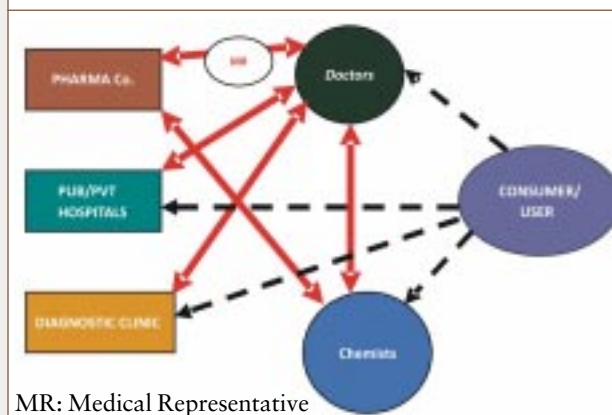 PHARMA Co.
MR
Doctors
PUB/PVT
HOSPITALS
CONSUMER/
USER
DIAGNOSTIC CLINIC
Chemists
MR: Medical Representative